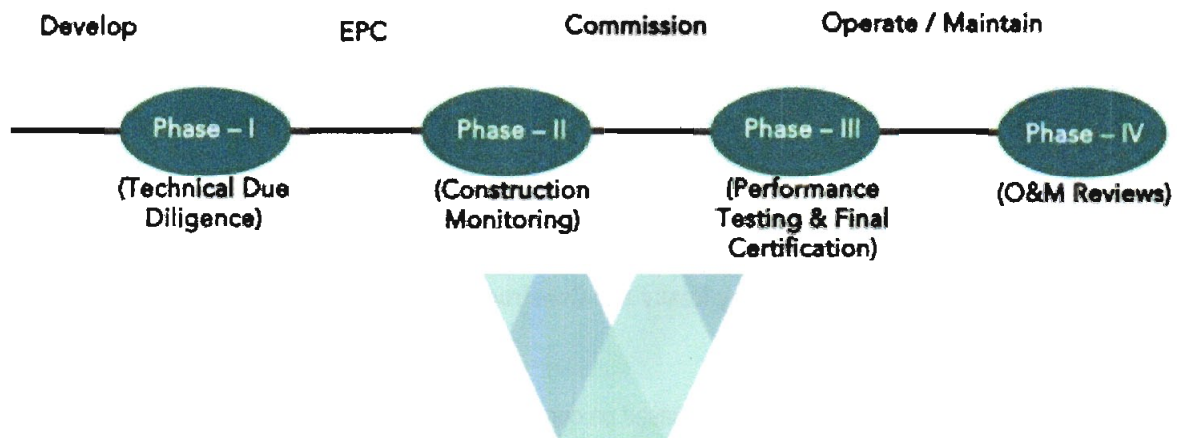 Develop
EPC
Commission
Operate / Maintain
Phase – I
Phase – II
Phase – III
Phase – IV
(Technical Due
Diligence)
(Construction
Monitoring)
(Performance
Testing & Final
Certification)
(O&M Reviews)